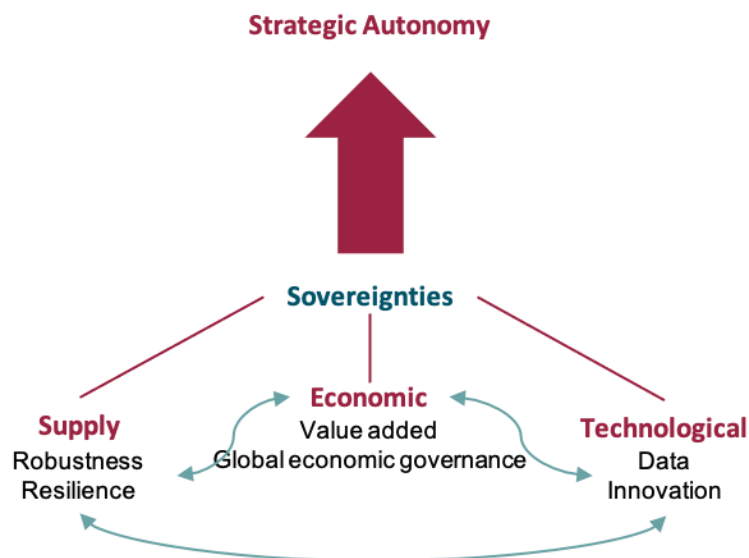 Strategic Autonomy
Sovereignties
Supply
Robustness
Resilience
Economic
Value added
Global economic governance
Technological
Data
Innovation